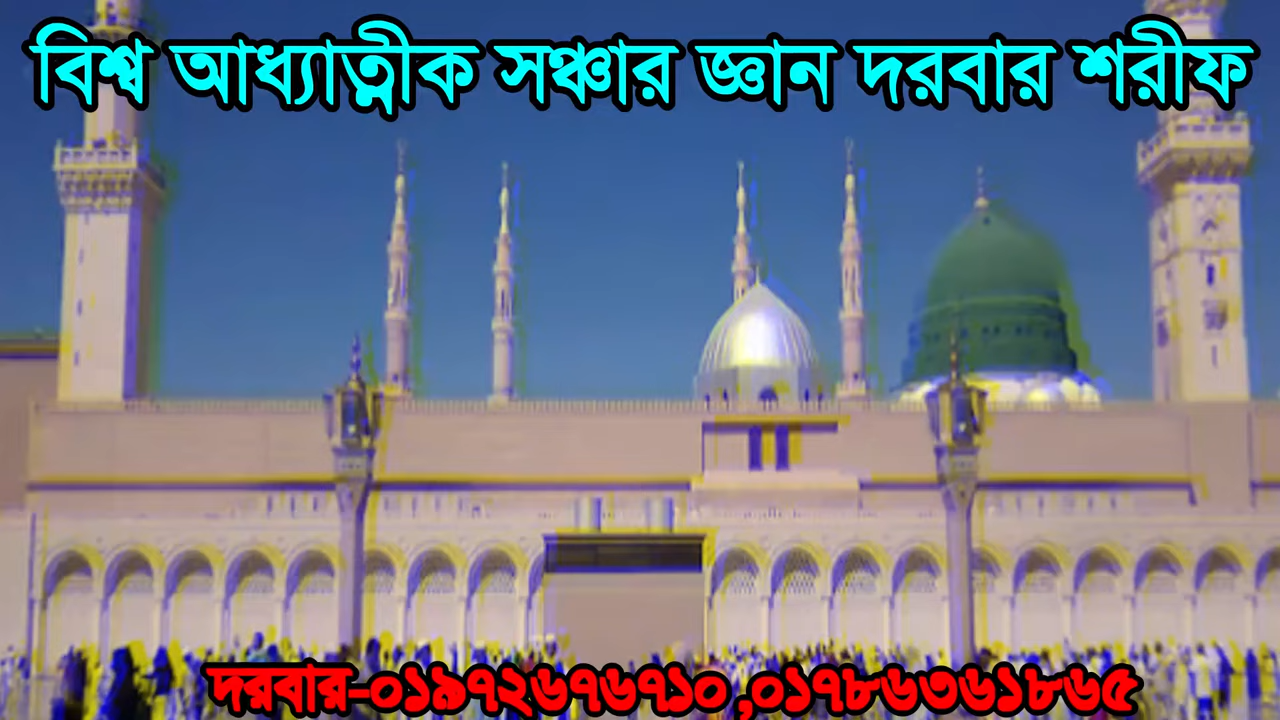 বিশ্ব আধ্যাত্নীক সঞ্চার জ্ঞান দরবার শরীফ
দরবার-০১৯৭২৬৭৬৭১০ ,০১৭৮৬৩৬১৮৬৫